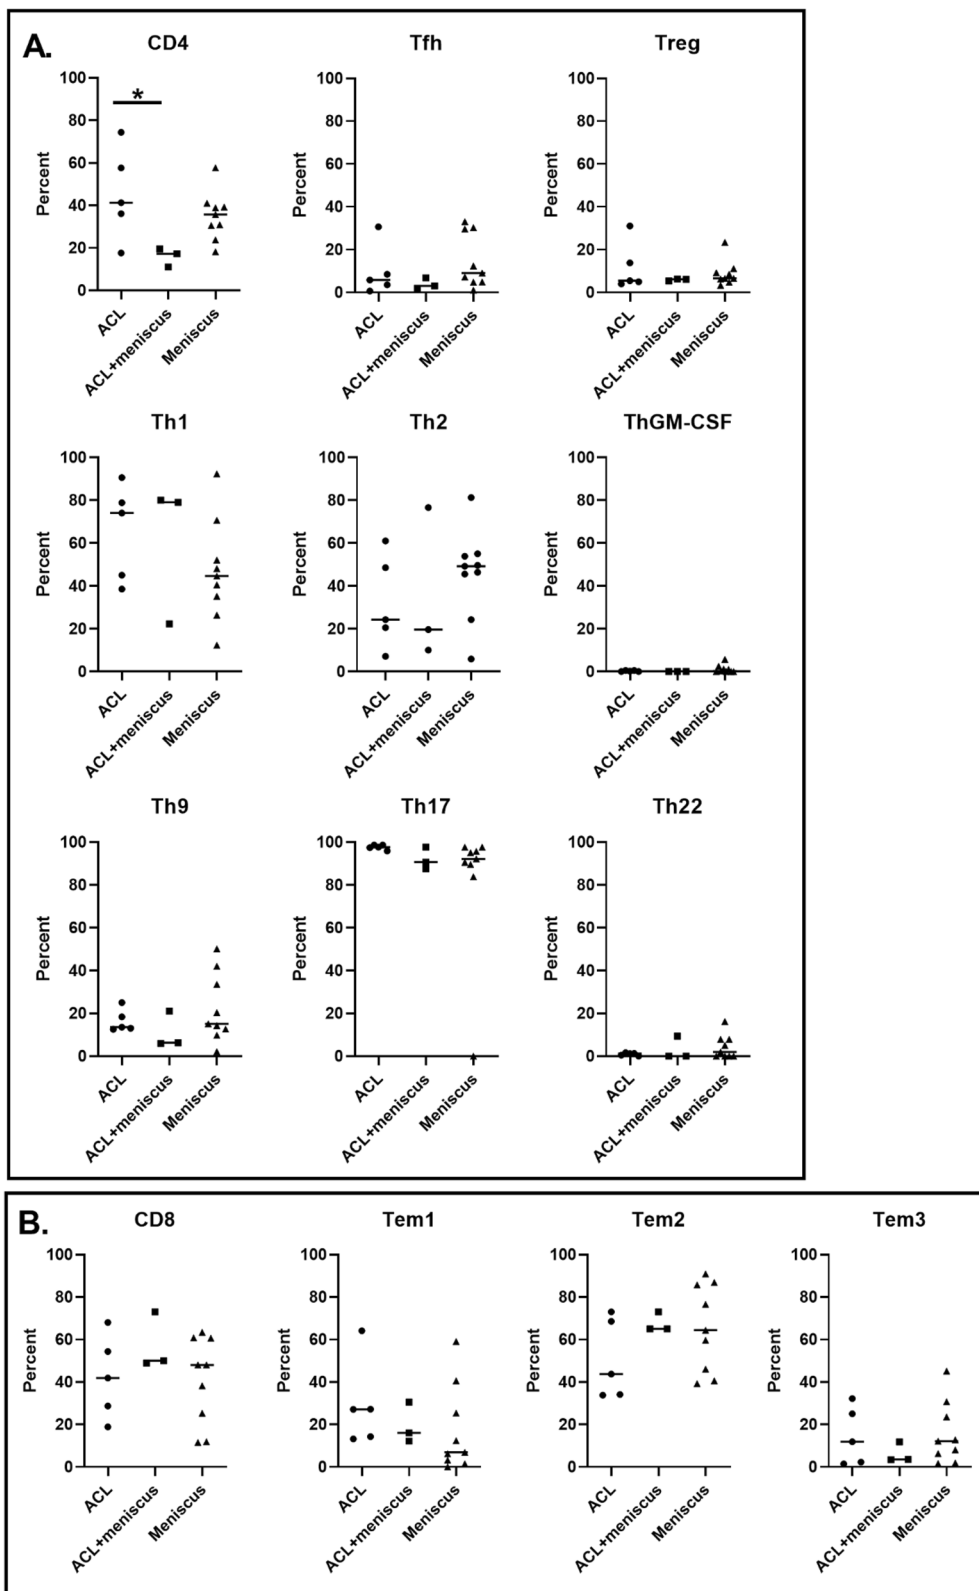 A.
CD4 Tfh Treg
* 
Percent Percent Percent
100 100 100
80 80 80
60 60 60
40 40 40
20 20 20
0 0 0
ACL ACL+meniscus Meniscus ACL ACL+meniscus Meniscus ACL ACL+meniscus Meniscus
Th1 Th2 ThGM-CSF
Percent Percent Percent
100 100 100
80 80 80
60 60 60
40 40 40
20 20 20
0 0 0
ACL ACL+meniscus Meniscus ACL ACL+meniscus Meniscus ACL ACL+meniscus Meniscus
Th9 Th17 Th22
Percent Percent Percent
100 100 100
80 80 80
60 60 60
40 40 40
20 20 20
0 0 0
ACL ACL+meniscus Meniscus ACL ACL+meniscus Meniscus ACL ACL+meniscus Meniscus
B.
CD8 Tem1 Tem2 Tem3
Percent Percent Percent Percent
100 100 100 100
80 80 80 80
60 60 60 60
40 40 40 40
20 20 20 20
0 0 0 0
ACL ACL+meniscus Meniscus ACL ACL+meniscus Meniscus ACL ACL+meniscus Meniscus ACL ACL+meniscus Meniscus